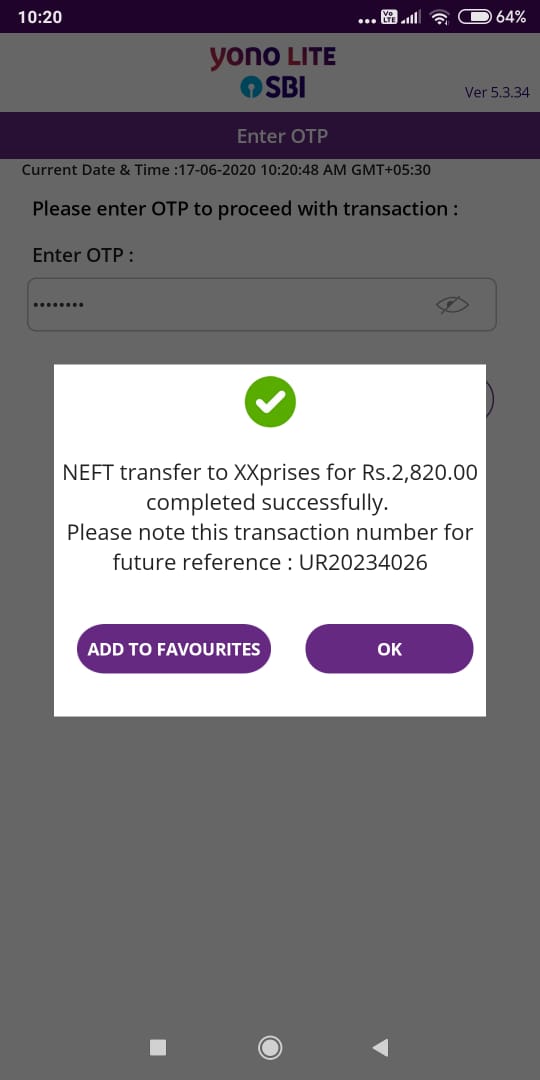 10:20
64%
yono LITE
SBI
Ver 5.3.34
Enter OTP
Current Date & Time :17-06-2020 10:20:48 AM GMT+05:30
Please enter OTP to proceed with transaction :
Enter OTP :
••••••••
NEFT transfer to XXprises for Rs.2,820.00
completed successfully.
Please note this transaction number for
future reference : UR20234026
ADD TO FAVOURITES
OK